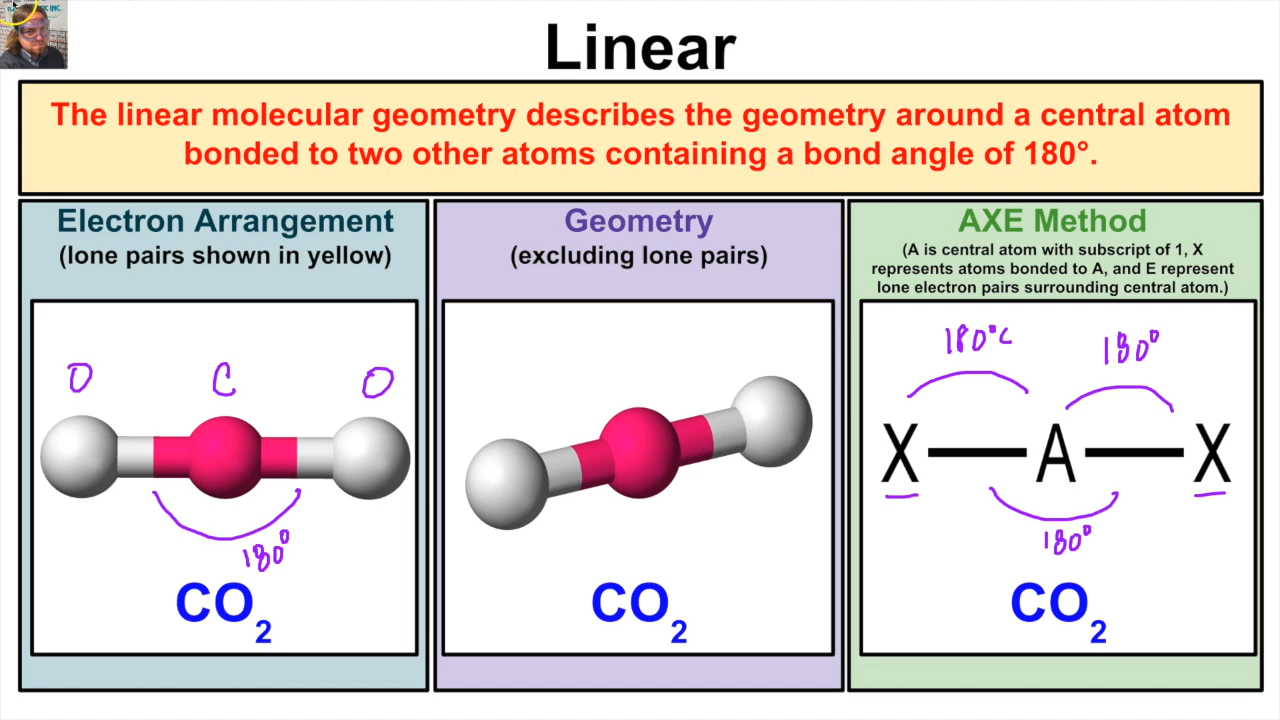 Linear
The linear molecular geometry describes the geometry around a central atom
bonded to two other atoms containing a bond angle of 180°.
Electron Arrangement
(lone pairs shown in yellow)
O C O
180°
CO₂
Geometry
(excluding lone pairs)
CO₂
AXE Method
(A is central atom with subscript of 1, X
represents atoms bonded to A, and E represent
lone electron pairs surrounding central atom.)
180°C 180°
X A X
180°
CO₂